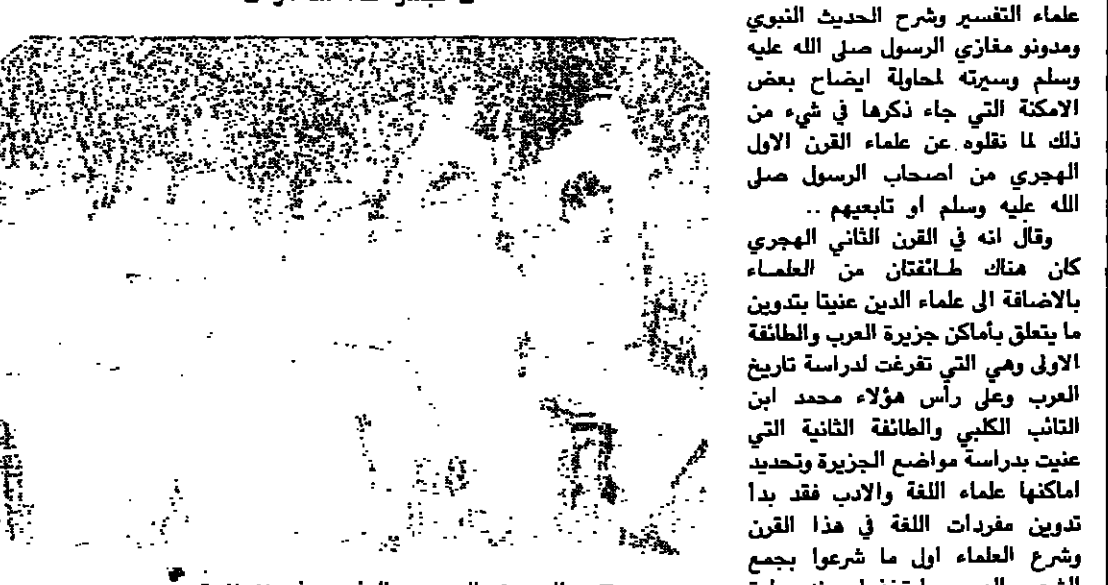 علماء التفسير وشرح الحديث النبوي
ومدونو مغازي الرسول صلى الله عليه
وسلم وسيرته لمحاولة ايضاح بعض
الامكنة التي جاء ذكرها في شيء من
ذلك لما نقلوه عن علماء القرن الاول
الهجري من اصحاب الرسول صلى
الله عليه وسلم او تابعيهم ..
وقال انه في القرن الثاني الهجري
كان هناك طائفتان من العلماء
بالاضافة الى علماء الدين عنيتا بتدوين
ما يتعلق بأماكن جزيرة العرب والطائفة
الاولى وهي التي تفرغت لدراسة تاريخ
العرب وعلى رأس هؤلاء محمد ابن
التائب الكلبي والطائفة الثانية التي
عنيت بدراسة مواضع الجزيرة وتحديد
اماكنها علماء اللغة والادب فقد بدأ
تدوين مفردات اللغة في هذا القرن
وشرع العلماء اول ما شرعوا بجمع